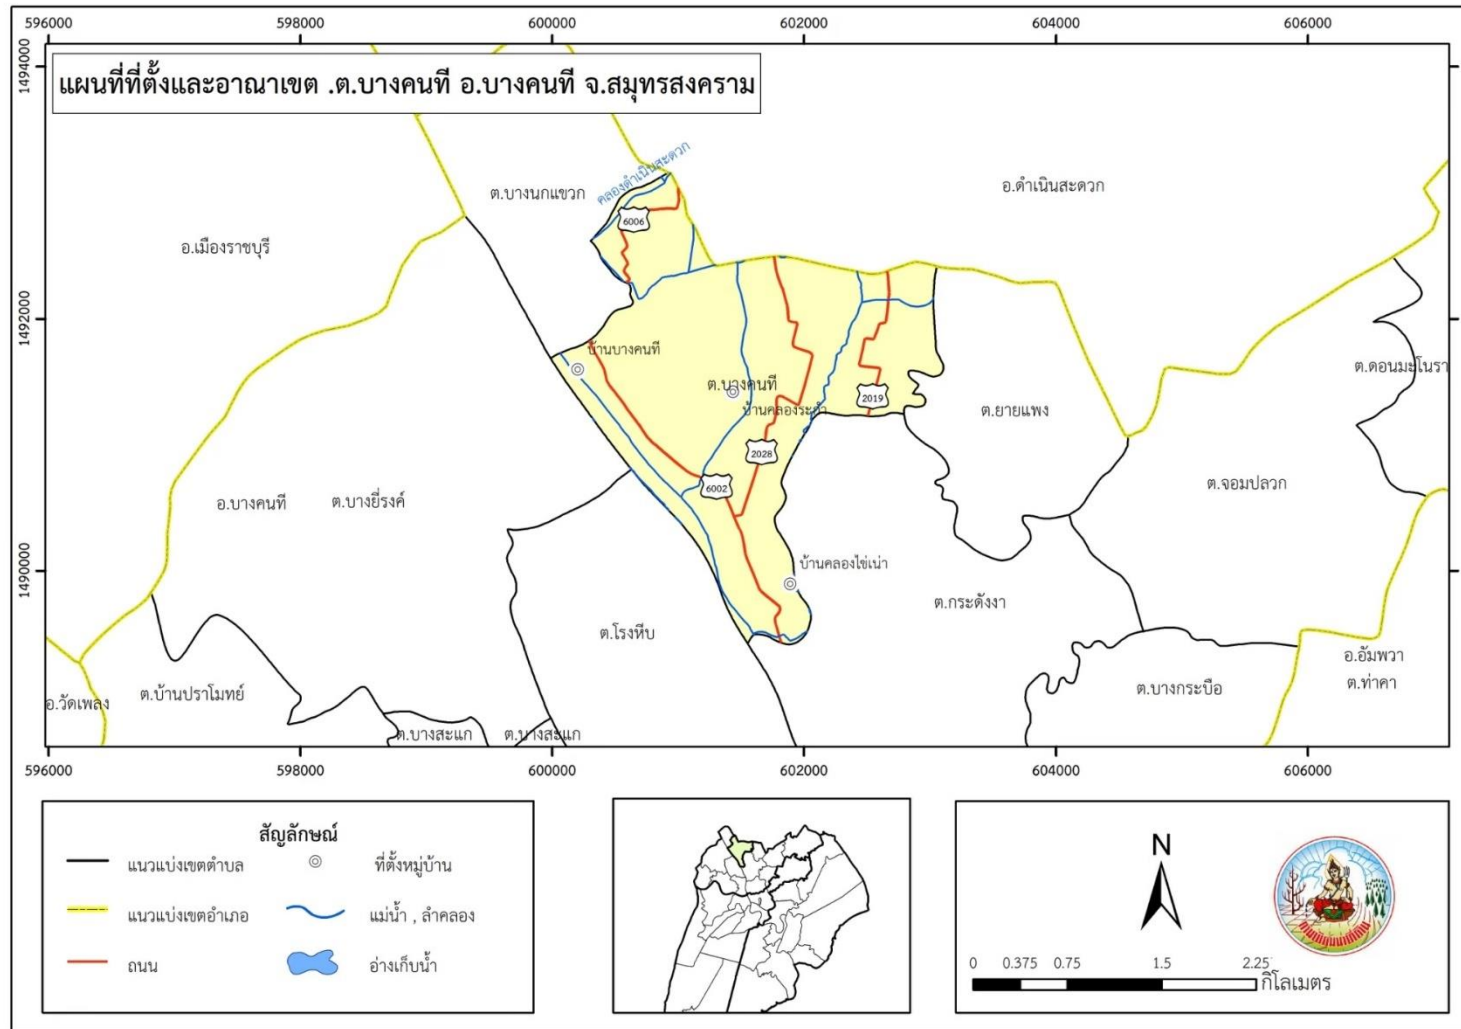 596000 598000 600000 602000 604000 606000
1494000
แผนที่ที่ตั้งและอาณาเขต .ต.บางคนที อ.บางคนที จ.สมุทรสงคราม
คลองดำเนินสะดวก
ต.บางนกแขวก
อ.ดำเนินสะดวก
6006
อ.เมืองราชบุรี
1492000
บ้านบางคนที
ต.ดอนมะโนรา
ต.บางคนที
2019
บ้านคลองระกำ
ต.ยายแพง
2028
ต.จอมปลวก
6002
อ.บางคนที
ต.บางยี่รงค์
บ้านคลองไข่เน่า
1490000
ต.กระดังงา
ต.โรงหีบ
อ.อัมพวา
ต.ท่าคา
ต.บางกระบือ
ต.บ้านปราโมทย์
อ.วัดเพลง
ต.บางสะแก
ต.บางสะแก
596000 598000 600000 602000 604000 606000
สัญลักษณ์
แนวแบ่งเขตตำบล
ที่ตั้งหมู่บ้าน
แนวแบ่งเขตอำเภอ
แม่น้ำ , ลำคลอง
ถนน
อ่างเก็บน้ำ
N
กรมพัฒนาที่ดิน
0 0.375 0.75 1.5 2.25
กิโลเมตร